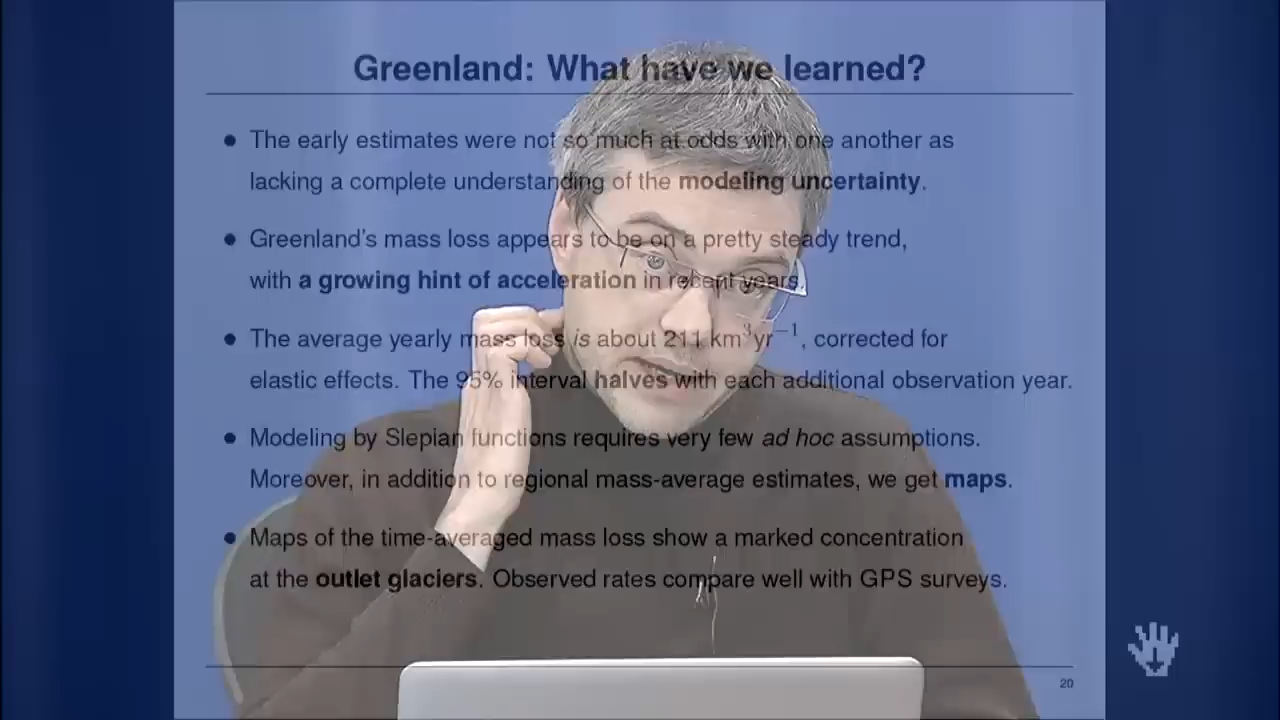 Greenland: What have we learned?
• The early estimates were not so much at odds with one another as
lacking a complete understanding of the modeling uncertainty.
• Greenland's mass loss appears to be on a pretty steady trend,
with a growing hint of acceleration in recent years.
• The average yearly mass loss is about 211 km³yr⁻¹, corrected for
elastic effects. The 95% interval halves with each additional observation year.
• Modeling by Slepian functions requires very few ad hoc assumptions.
Moreover, in addition to regional mass-average estimates, we get maps.
• Maps of the time-averaged mass loss show a marked concentration
at the outlet glaciers. Observed rates compare well with GPS surveys.
20